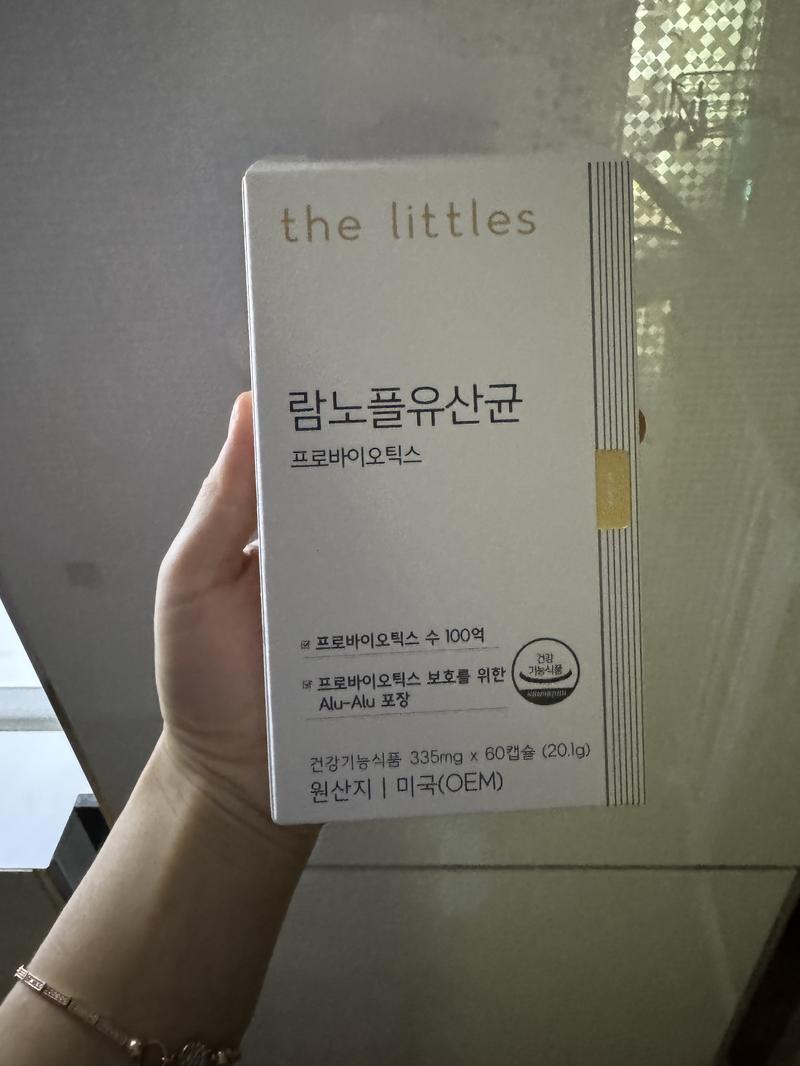 the littles
람노플유산균
프로바이오틱스
프로바이오틱스 수 100억
프로바이오틱스 보호를 위한
Alu-Alu 포장
건강
기능식품
건강기능식품 335mg x 60캡슐 (20.1g)
원산지 | 미국(OEM)